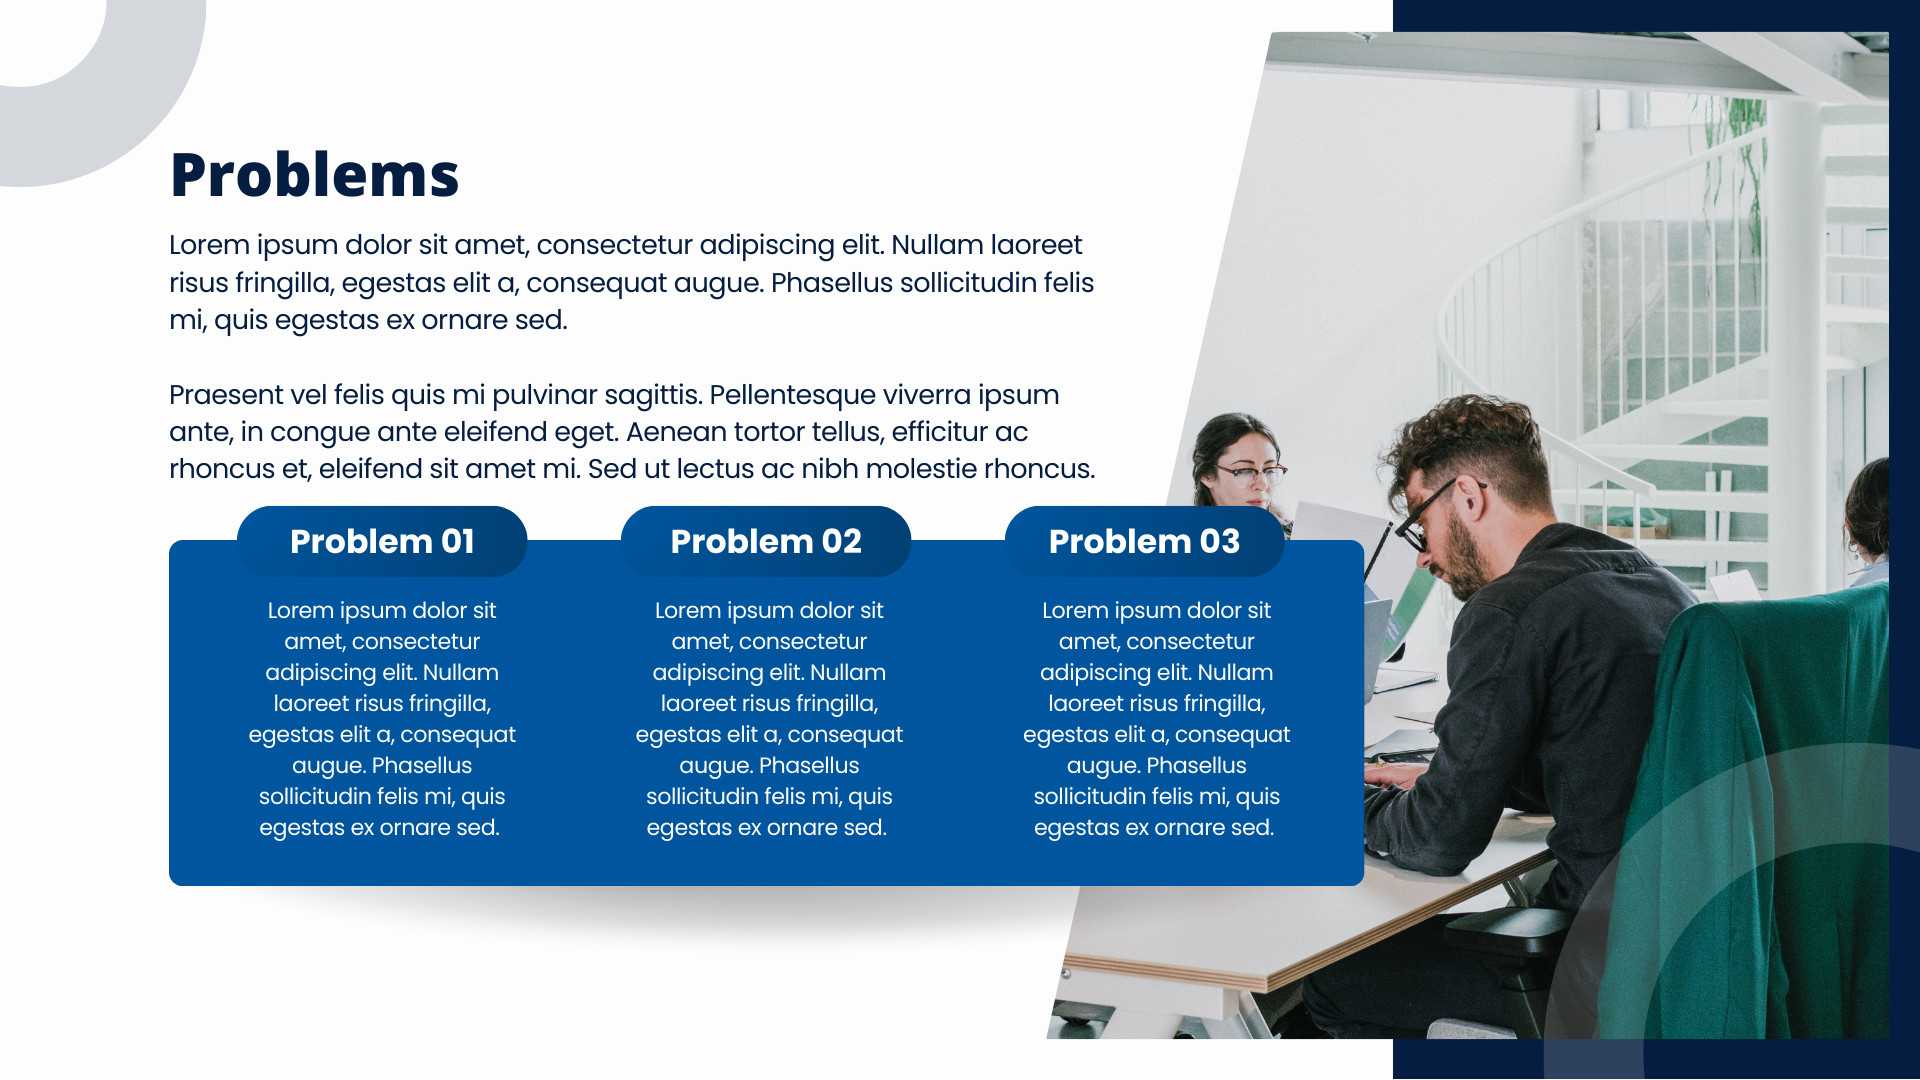 Problems
Lorem ipsum dolor sit amet, consectetur adipiscing elit. Nullam laoreet
risus fringilla, egestas elit a, consequat augue. Phasellus sollicitudin felis
mi, quis egestas ex ornare sed.
Praesent vel felis quis mi pulvinar sagittis. Pellentesque viverra ipsum
ante, in congue ante eleifend eget. Aenean tortor tellus, efficitur ac
rhoncus et, eleifend sit amet mi. Sed ut lectus ac nibh molestie rhoncus.
Problem 01
Lorem ipsum dolor sit
amet, consectetur
adipiscing elit. Nullam
laoreet risus fringilla,
egestas elit a, consequat
augue. Phasellus
sollicitudin felis mi, quis
egestas ex ornare sed.
Problem 02
Lorem ipsum dolor sit
amet, consectetur
adipiscing elit. Nullam
laoreet risus fringilla,
egestas elit a, consequat
augue. Phasellus
sollicitudin felis mi, quis
egestas ex ornare sed.
Problem 03
Lorem ipsum dolor sit
amet, consectetur
adipiscing elit. Nullam
laoreet risus fringilla,
egestas elit a, consequat
augue. Phasellus
sollicitudin felis mi, quis
egestas ex ornare sed.